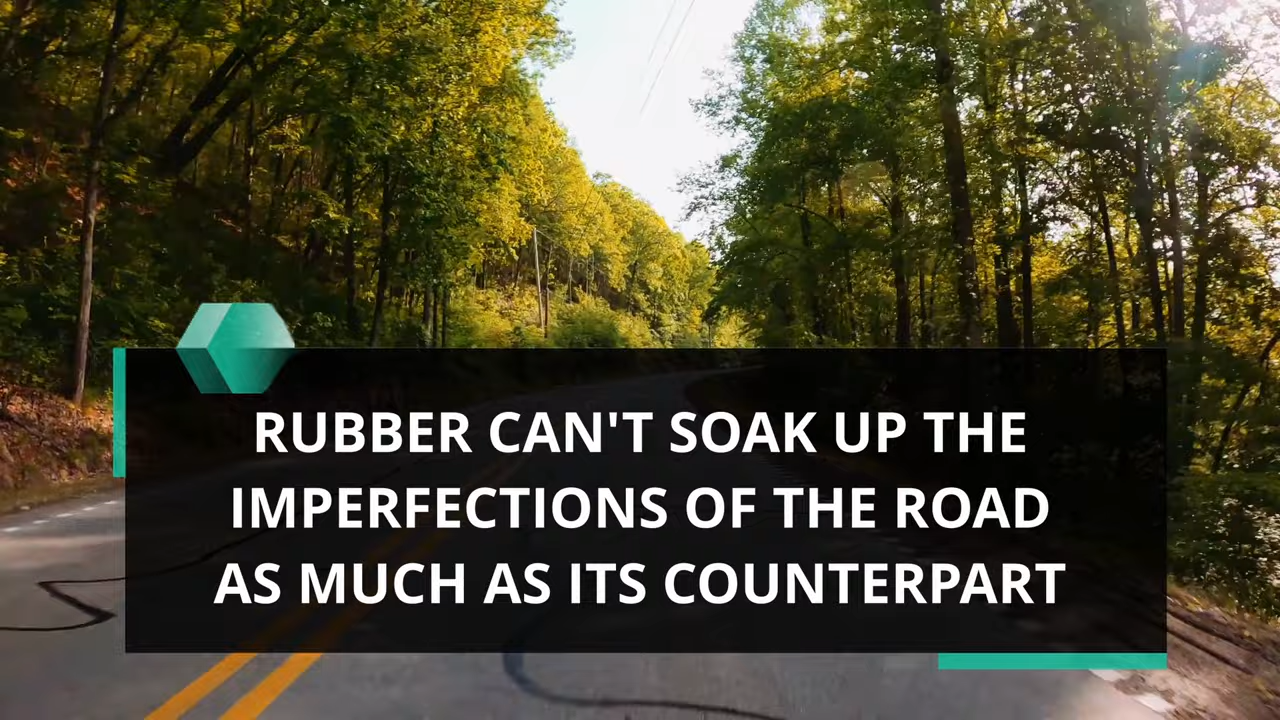 RUBBER CAN'T SOAK UP THE
IMPERFECTIONS OF THE ROAD
AS MUCH AS ITS COUNTERPART